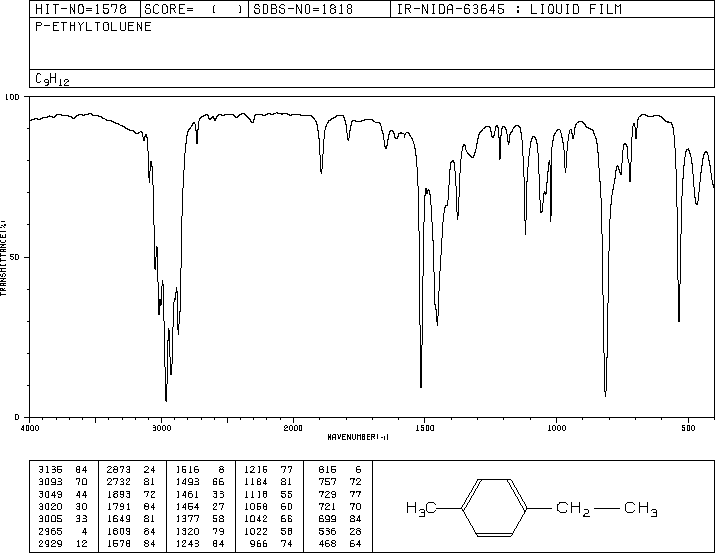 HIT-NO=1578 SCORE= ( ) SDBS-NO=1818 IR-NIDA-63645 : LIQUID FILM
P-ETHYLTOLUENE
C9H12
100
50
0
TRANSMITTANCE(%)
4000 3000 2000 1500 1000 500
WAVENUMBER(-1)
3135 84 2873 24 1516 8 1215 77 815 6
3093 70 2732 81 1493 66 1184 81 757 72
3049 44 1893 72 1461 33 1118 55 729 77
3020 30 1791 84 1454 27 1058 60 721 70
3005 33 1649 81 1377 58 1042 66 699 84
2965 4 1609 84 1320 79 1022 58 536 28
2929 12 1578 84 1243 84 966 74 468 64
H3C CH2 CH3